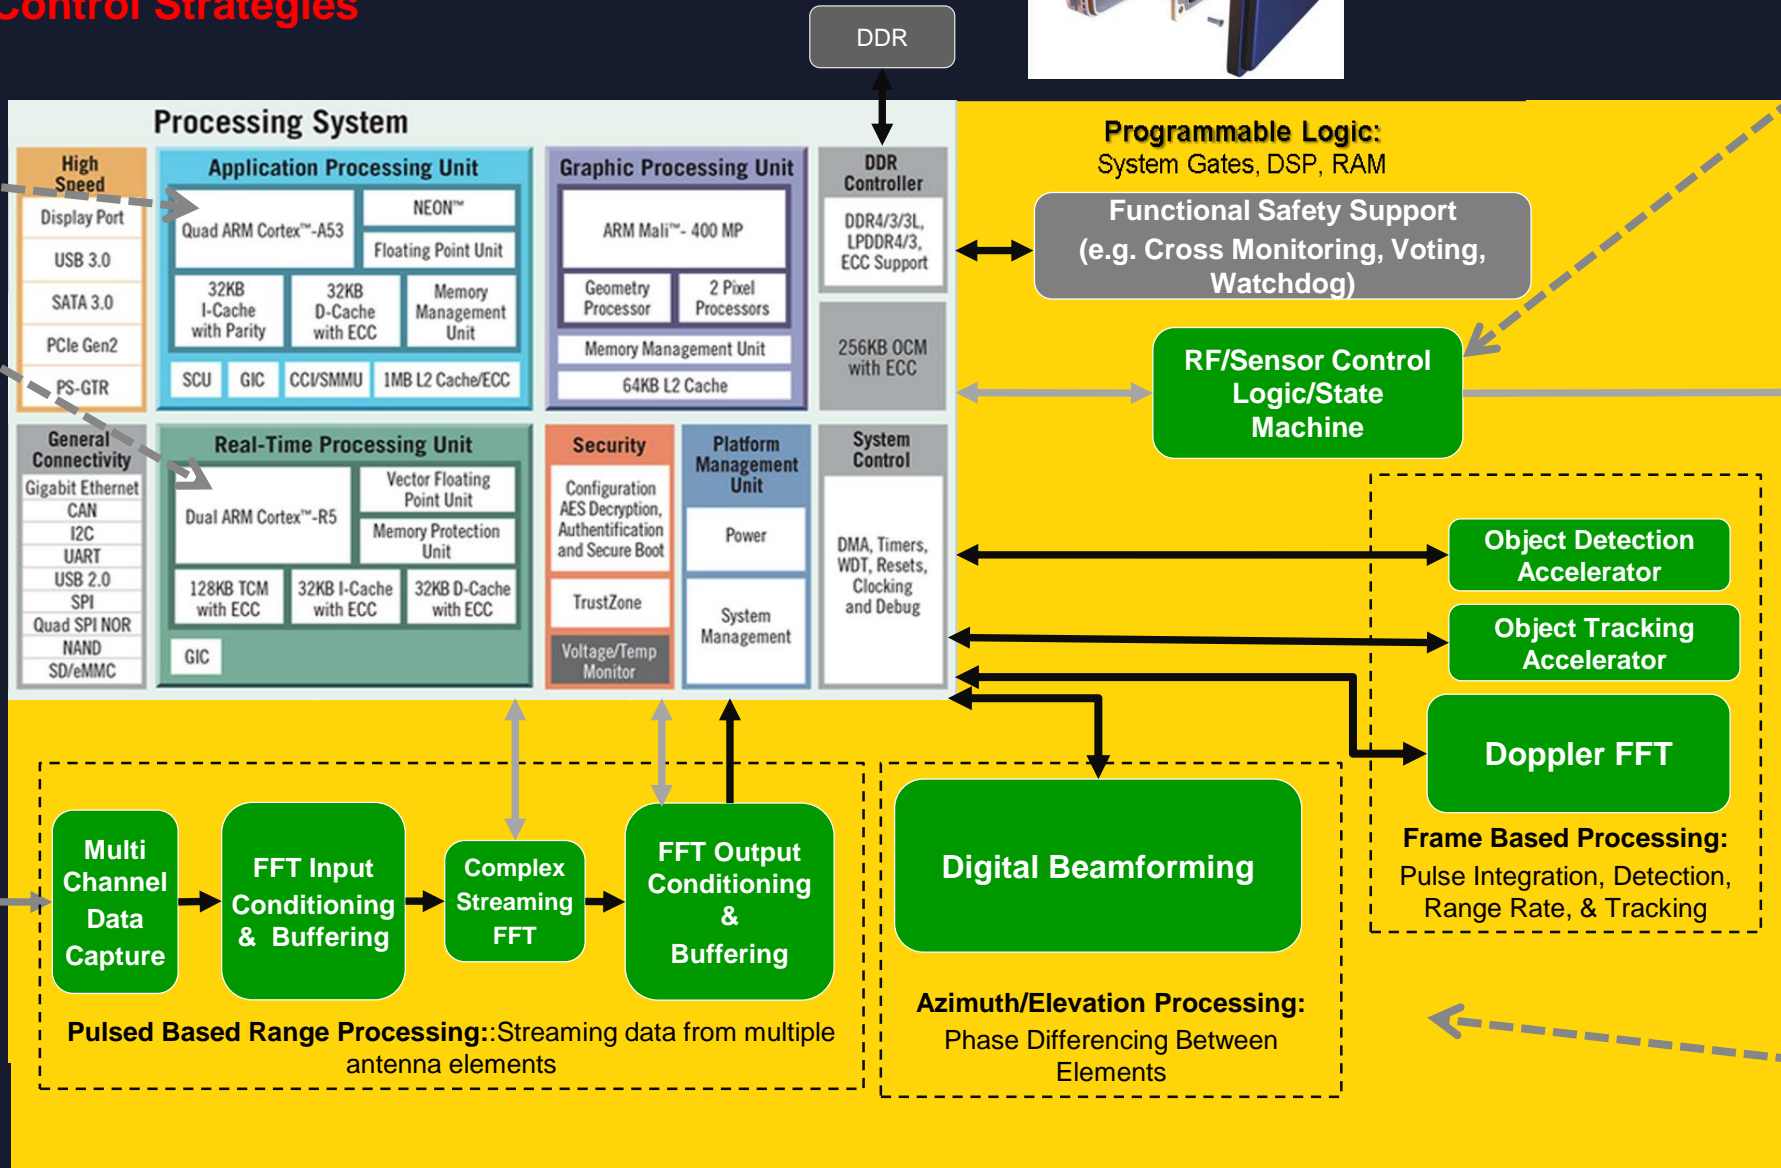 Control Strategies
DDR
Processing System
High
Speed
Display Port
USB 3.0
SATA 3.0
PCIe Gen2
PS-GTR
Application Processing Unit
Quad ARM Cortex™-A53
NEON™
Floating Point Unit
32KB
I-Cache
with Parity
32KB
D-Cache
with ECC
Memory
Management
Unit
SCU
GIC
CCI/SMMU
1MB L2 Cache/ECC
Graphic Processing Unit
ARM Mali™- 400 MP
Geometry
Processor
2 Pixel
Processors
Memory Management Unit
64KB L2 Cache
DDR
Controller
DDR4/3/3L,
LPDDR4/3,
ECC Support
256KB OCM
with ECC
General
Connectivity
Gigabit Ethernet
CAN
I2C
UART
USB 2.0
SPI
Quad SPI NOR
NAND
SD/eMMC
Real-Time Processing Unit
Dual ARM Cortex™-R5
Vector Floating
Point Unit
Memory Protection
Unit
128KB TCM
with ECC
32KB I-Cache
with ECC
32KB D-Cache
with ECC
GIC
Security
Configuration
AES Decryption,
Authentification
and Secure Boot
TrustZone
Voltage/Temp
Monitor
Platform
Management
Unit
Power
System
Management
System
Control
DMA, Timers,
WDT, Resets,
Clocking
and Debug
Programmable Logic:
System Gates, DSP, RAM
Functional Safety Support
(e.g. Cross Monitoring, Voting,
Watchdog)
RF/Sensor Control
Logic/State
Machine
Object Detection
Accelerator
Object Tracking
Accelerator
Doppler FFT
Frame Based Processing:
Pulse Integration, Detection,
Range Rate, & Tracking
Multi
Channel
Data
Capture
FFT Input
Conditioning
& Buffering
Complex
Streaming
FFT
FFT Output
Conditioning
&
Buffering
Pulsed Based Range Processing::Streaming data from multiple
antenna elements
Digital Beamforming
Azimuth/Elevation Processing:
Phase Differencing Between
Elements